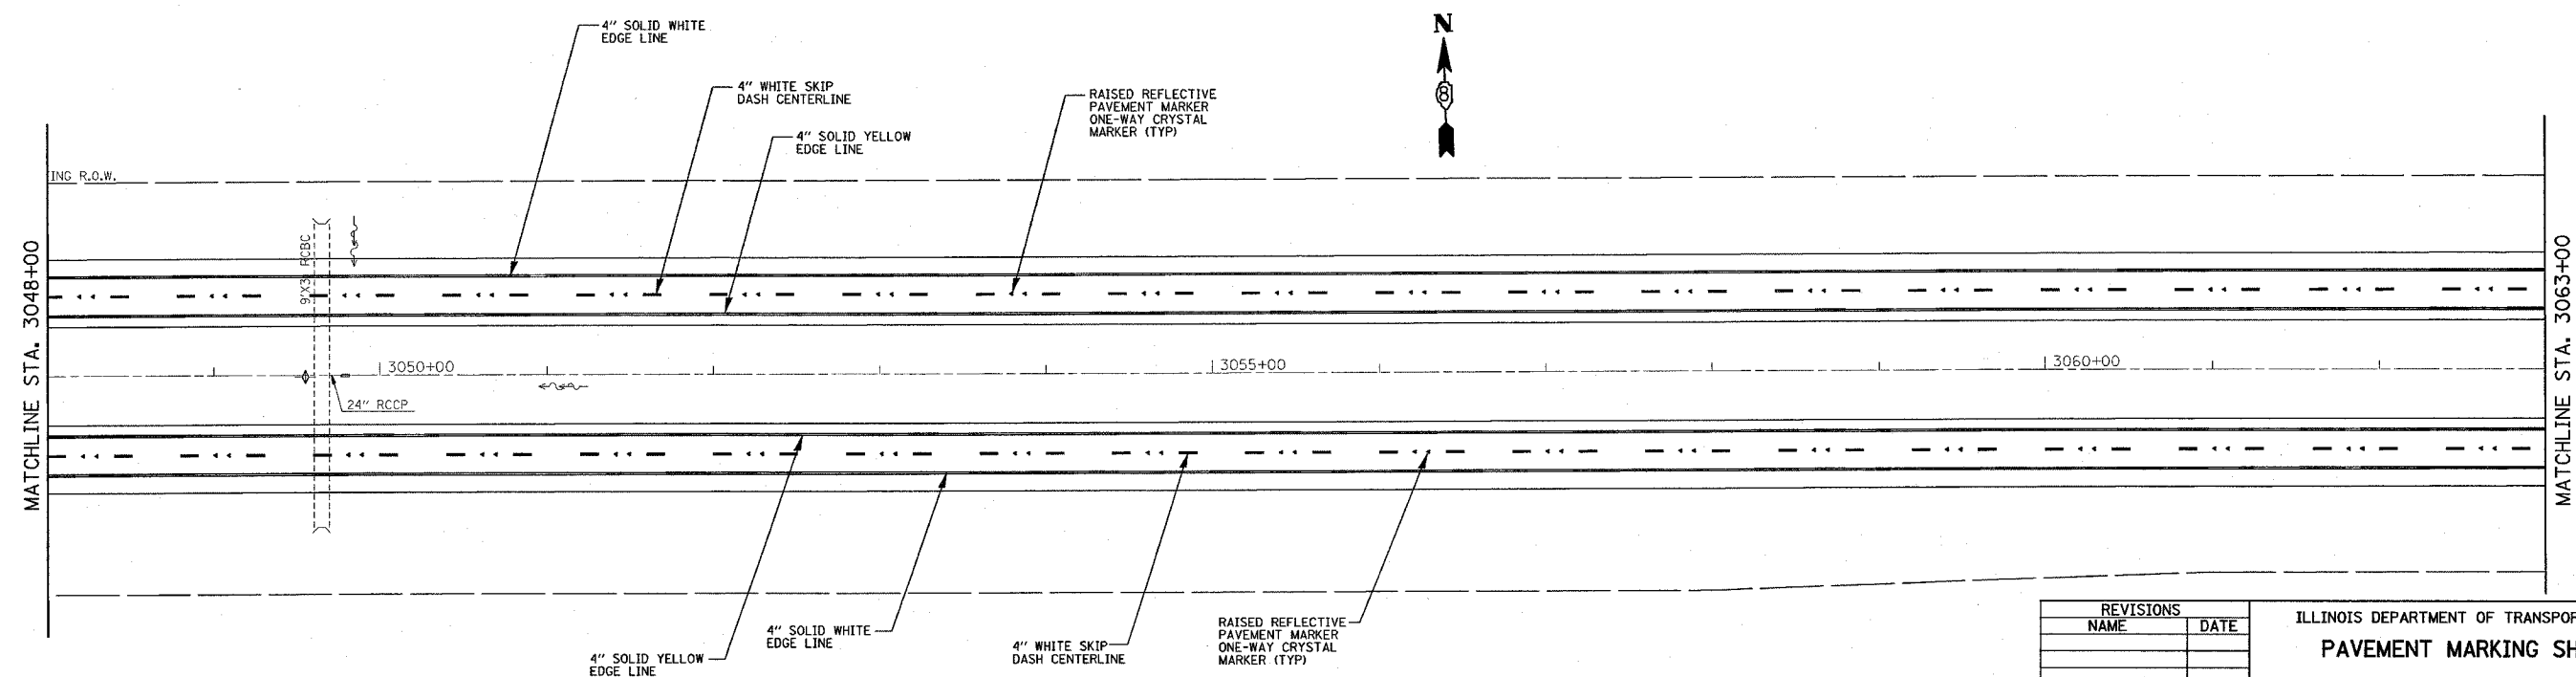 4" SOLID WHITE
EDGE LINE
4" WHITE SKIP
DASH CENTERLINE
4" SOLID YELLOW
EDGE LINE
RAISED REFLECTIVE
PAVEMENT MARKER
ONE-WAY CRYSTAL
MARKER (TYP)
N
8
ING R.O.W.
MATCHLINE STA. 3048+00
9'X3' RCBC
3050+00
3055+00
3060+00
24" RCCP
MATCHLINE STA. 3063+00
4" SOLID YELLOW
EDGE LINE
4" SOLID WHITE
EDGE LINE
4" WHITE SKIP
DASH CENTERLINE
RAISED REFLECTIVE
PAVEMENT MARKER
ONE-WAY CRYSTAL
MARKER (TYP)
REVISIONS
NAME DATE
ILLINOIS DEPARTMENT OF TRANSPOR
PAVEMENT MARKING SH